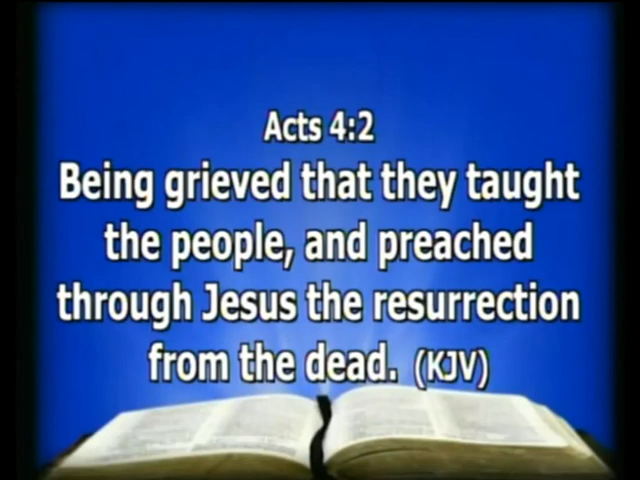 Acts 4:2
Being grieved that they taught
the people, and preached
through Jesus the resurrection
from the dead. (KJV)